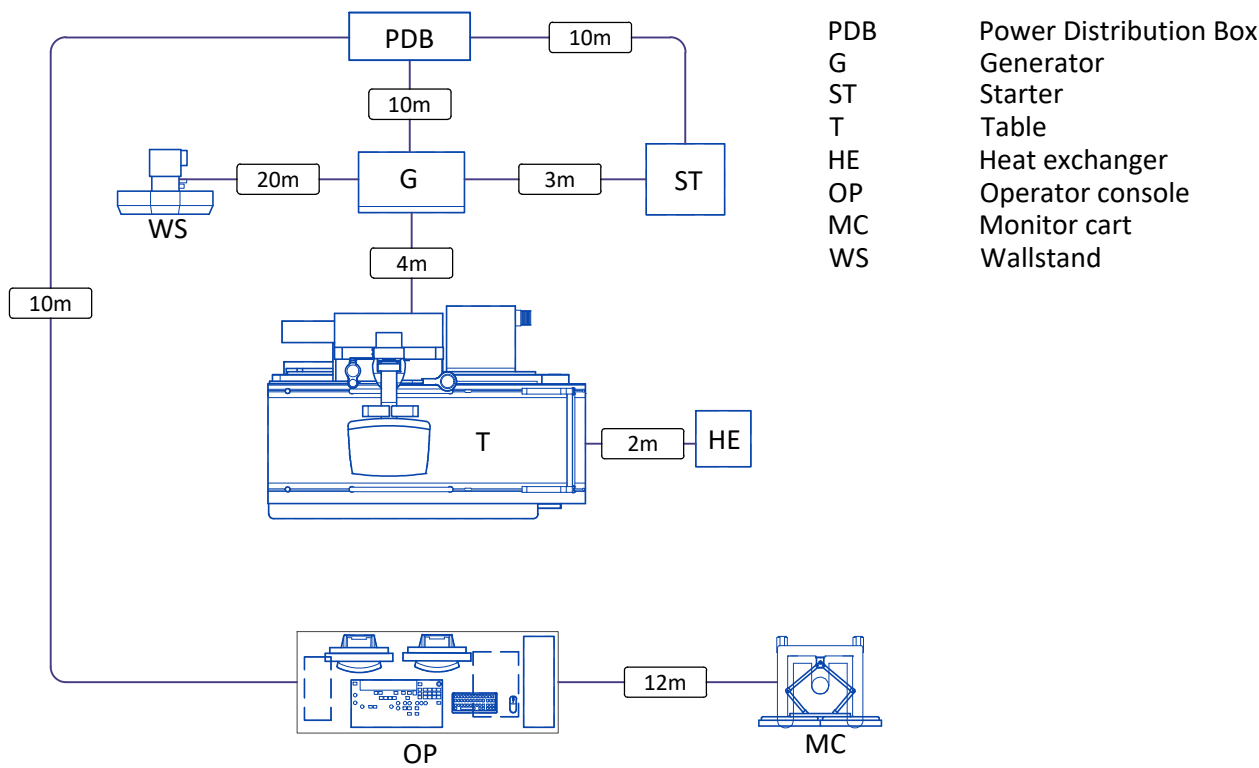 PDB
10m
10m
G
20m
3m
ST
WS
4m
10m
T
2m
HE
12m
OP
MC
PDB Power Distribution Box
G Generator
ST Starter
T Table
HE Heat exchanger
OP Operator console
MC Monitor cart
WS Wallstand